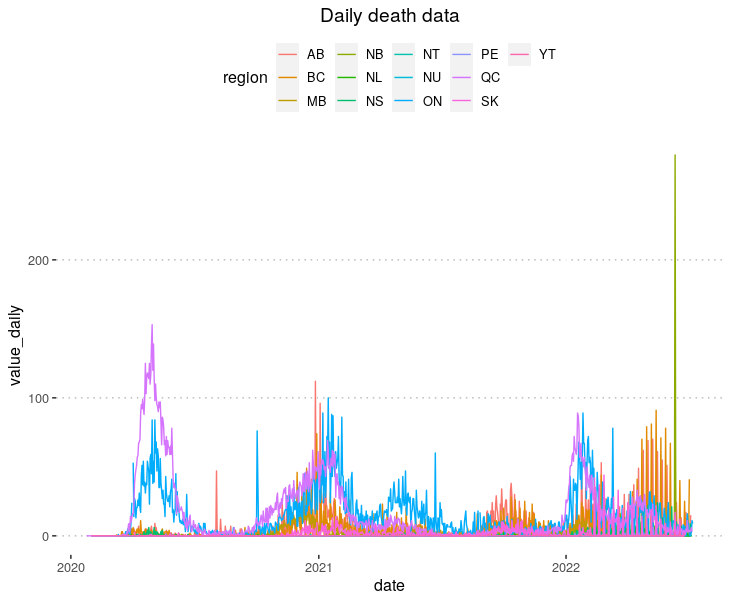 Daily death data
region
AB NB NT PE YT
BC NL NU QC
MB NS ON SK
value_daily
200
100
0
2020 2021 2022
date